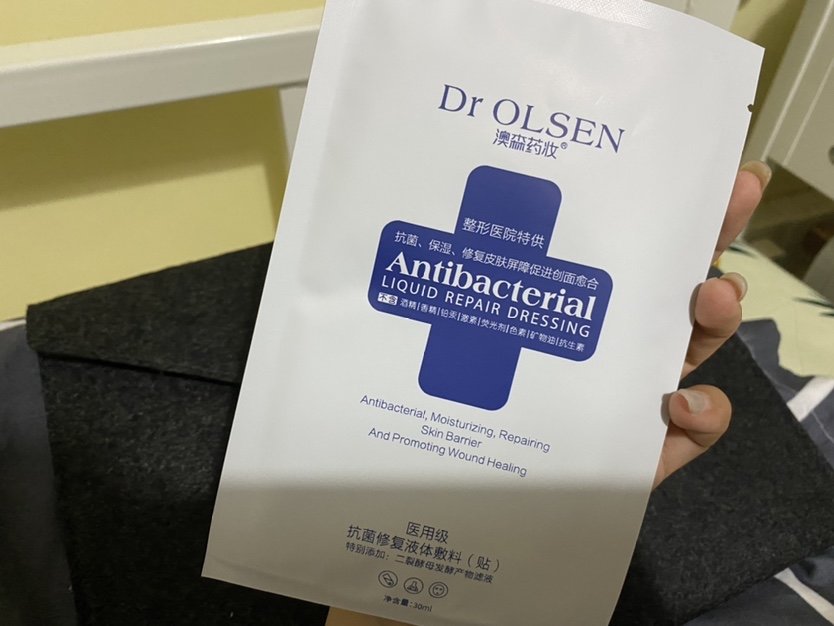 Dr OLSEN
澳森药妆®
整形医院特供
抗菌、保湿、修复皮肤屏障促进创面愈合
Antibacterial
LIQUID REPAIR DRESSING
不含 酒精|香精|铅汞|激素|荧光剂|色素|矿物油|抗生素
Antibacterial, Moisturizing, Repairing
Skin Barrier
And Promoting Wound Healing
医用级
抗菌修复液体敷料（贴）
特别添加：二裂酵母发酵产物滤液
净含量：30ml